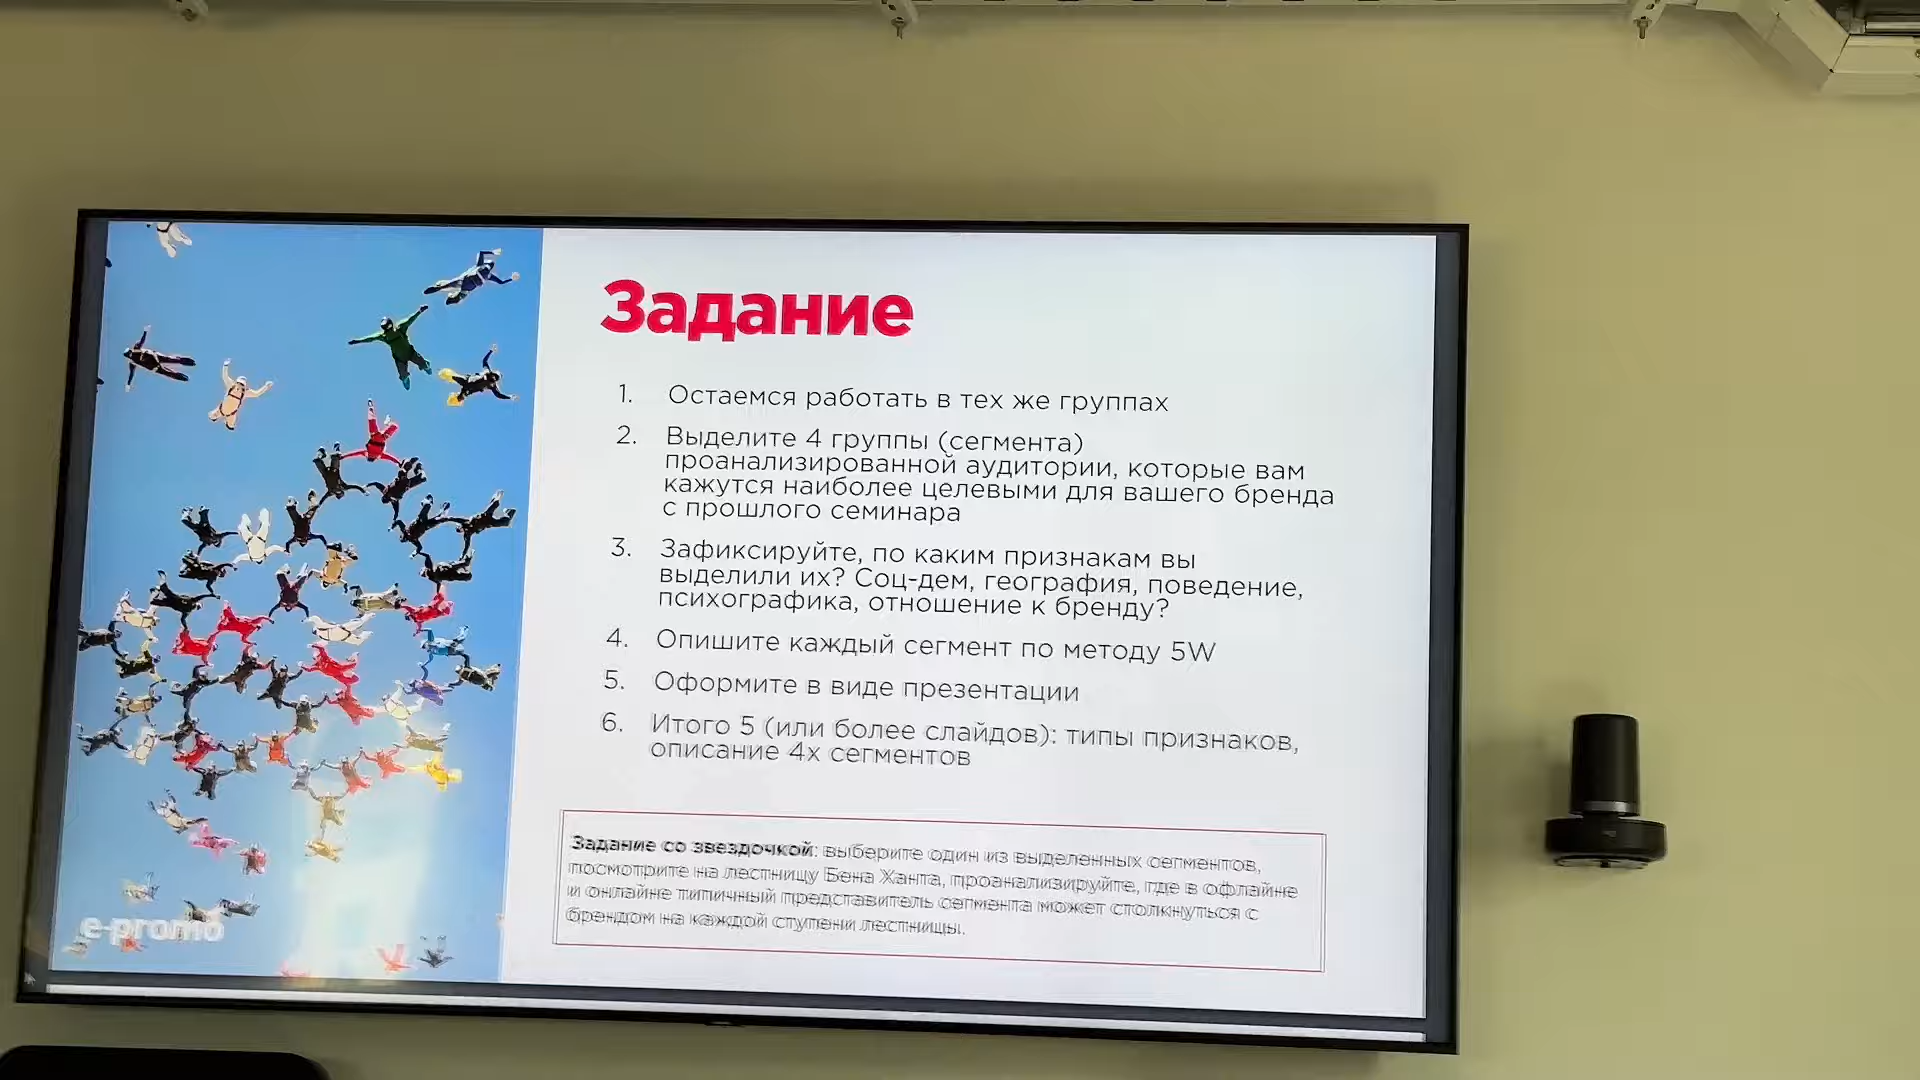 Задание
1. Остаемся работать в тех же группах
2. Выделите 4 группы (сегмента)
проанализированной аудитории, которые вам
кажутся наиболее целевыми для вашего бренда
с прошлого семинара
3. Зафиксируйте, по каким признакам вы
выделили их? Соц-дем, география, поведение,
психографика, отношение к бренду?
4. Опишите каждый сегмент по методу 5W
5. Оформите в виде презентации
6. Итого 5 (или более слайдов): типы признаков,
описание 4х сегментов
Задание со звездочкой: выберите один из выделенных сегментов,
посмотрите на лестницу Бена Ханта, проанализируйте, где в офлайне
и онлайне типичный представитель сегмента может столкнуться с
брендом на каждой ступени лестницы.
e-promo